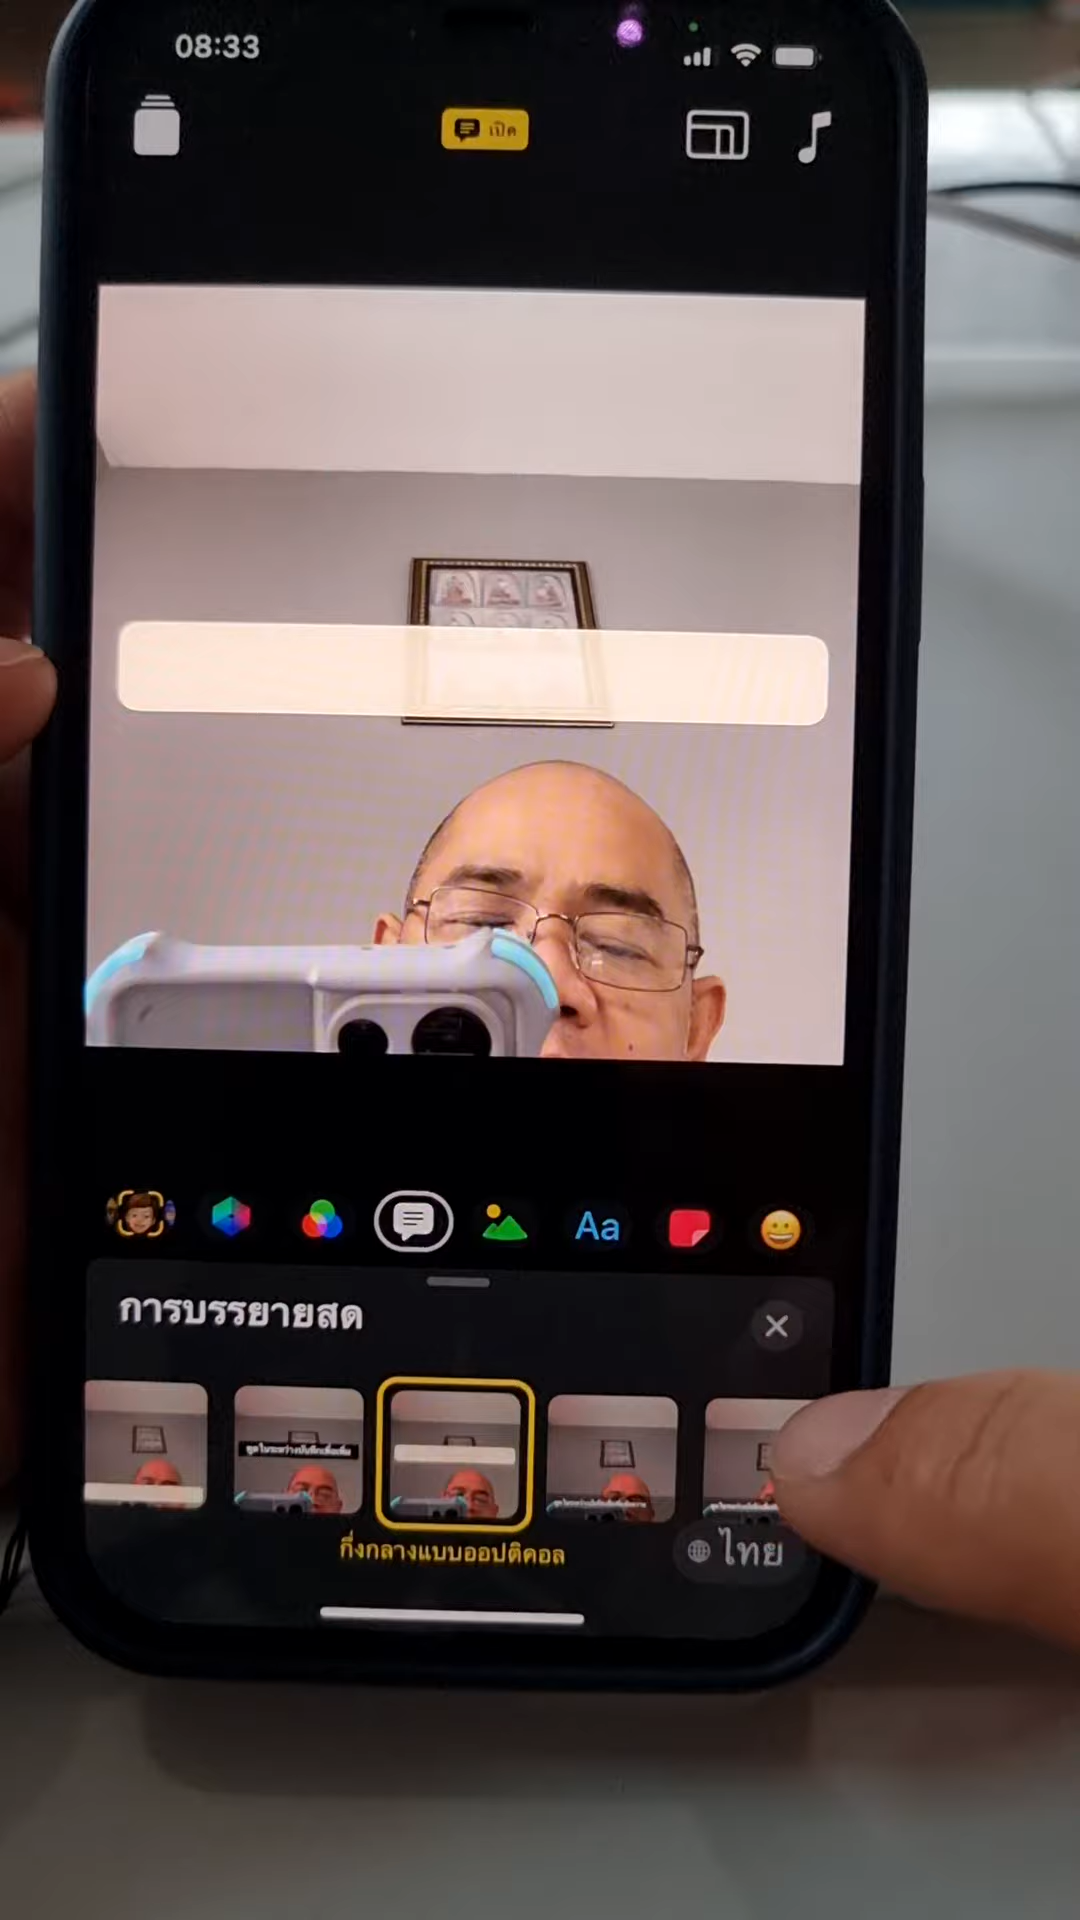 08:33
เปิด
Aa
การบรรยายสด
กึ่งกลางแบบออปติคอล
ไทย